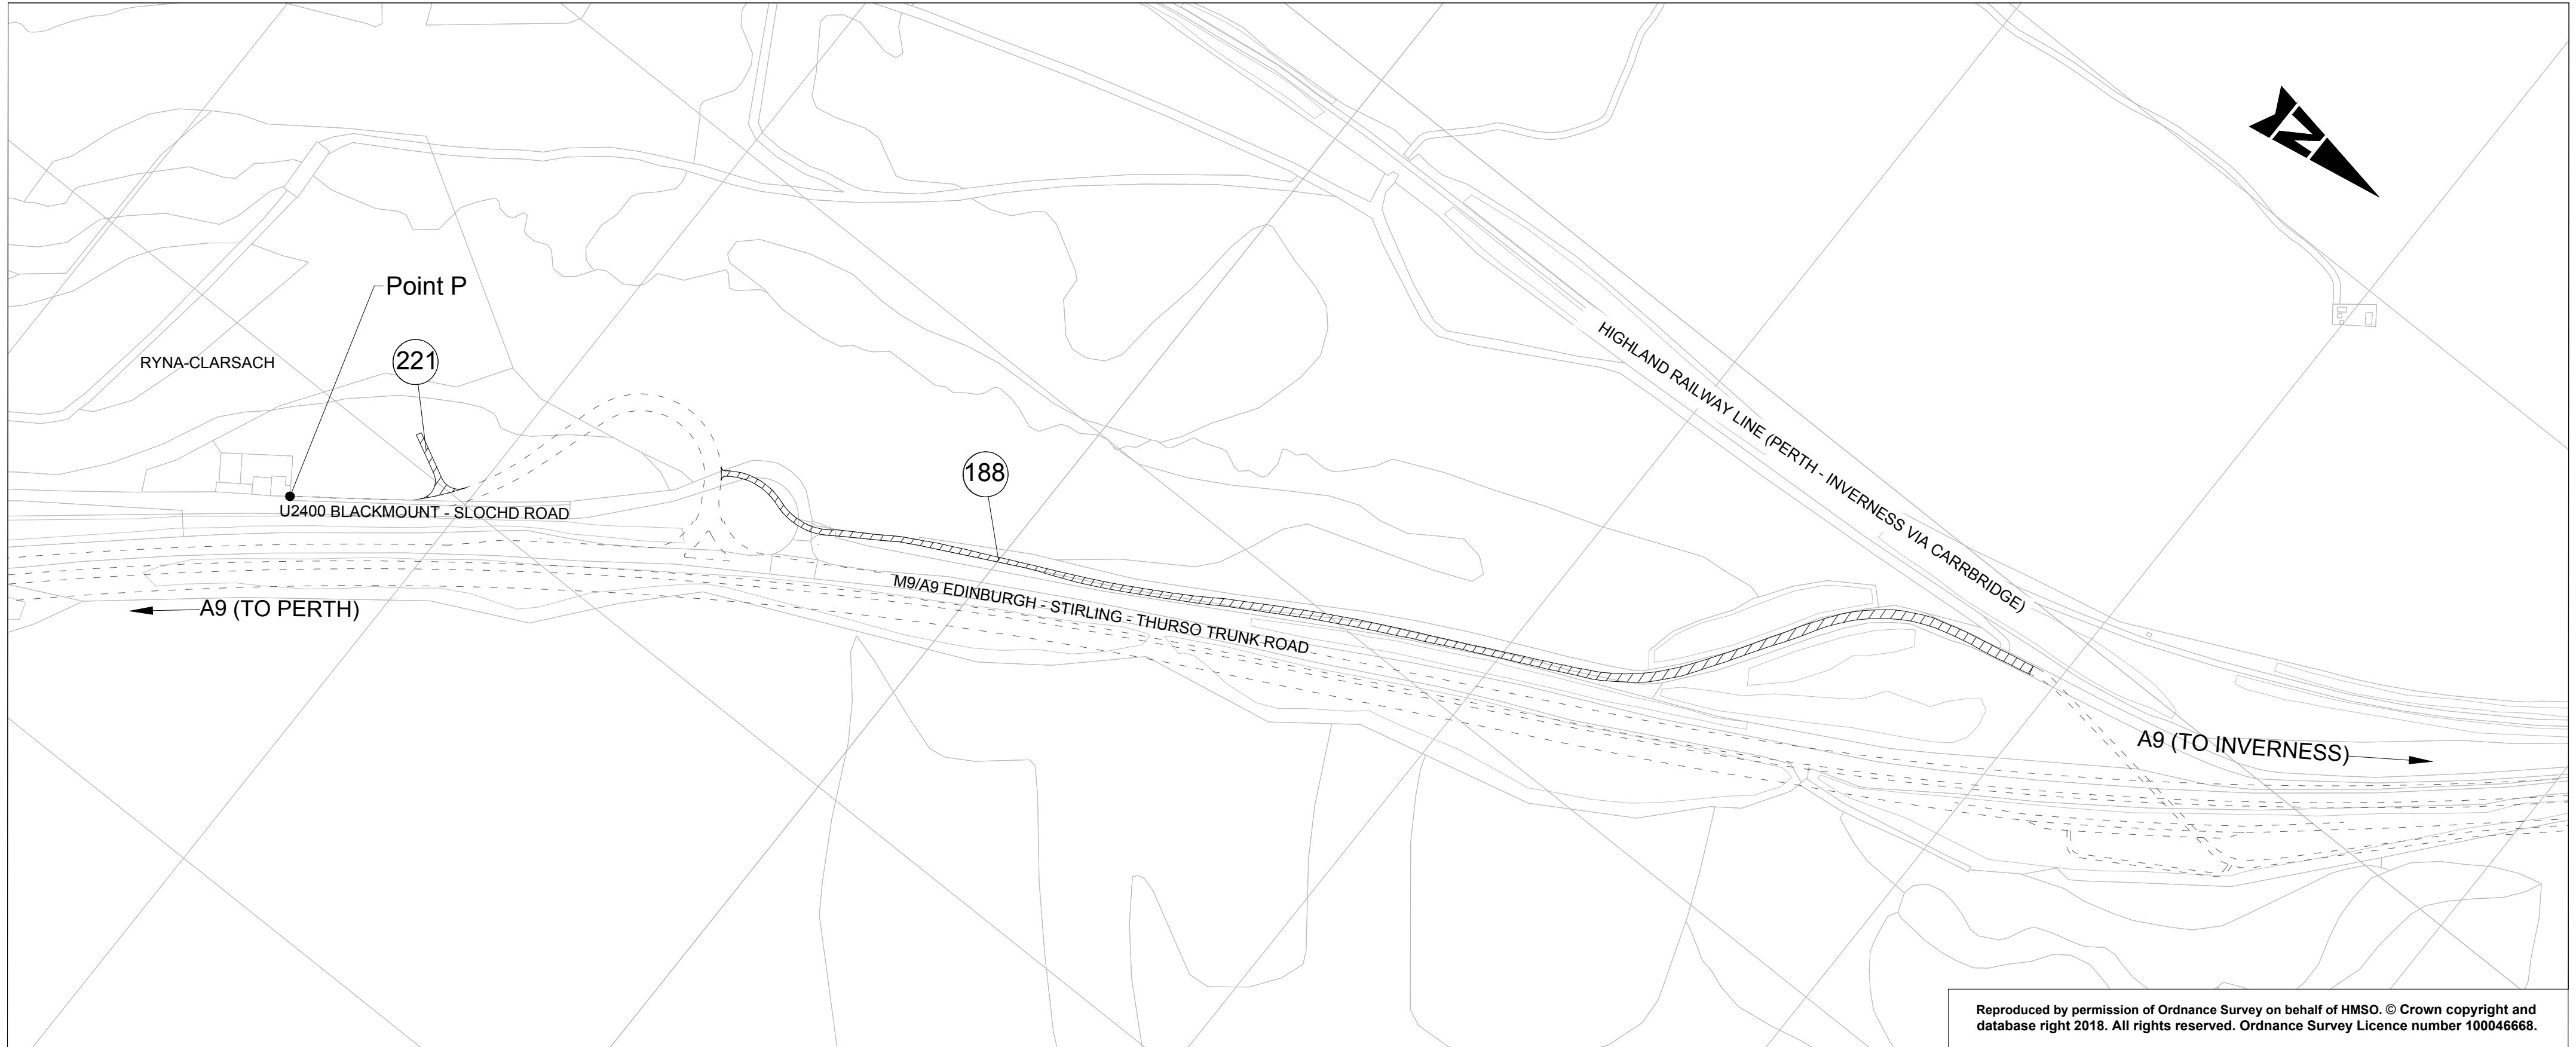 N
Point P
RYNA-CLARSACH
221
HIGHLAND RAILWAY LINE (PERTH - INVERNESS VIA CARRBRIDGE)
188
U2400 BLACKMOUNT - SLOCHD ROAD
M9/A9 EDINBURGH - STIRLING - THURSO TRUNK ROAD
A9 (TO PERTH)
A9 (TO INVERNESS)
Reproduced by permission of Ordnance Survey on behalf of HMSO. © Crown copyright and
database right 2018. All rights reserved. Ordnance Survey Licence number 100046668.